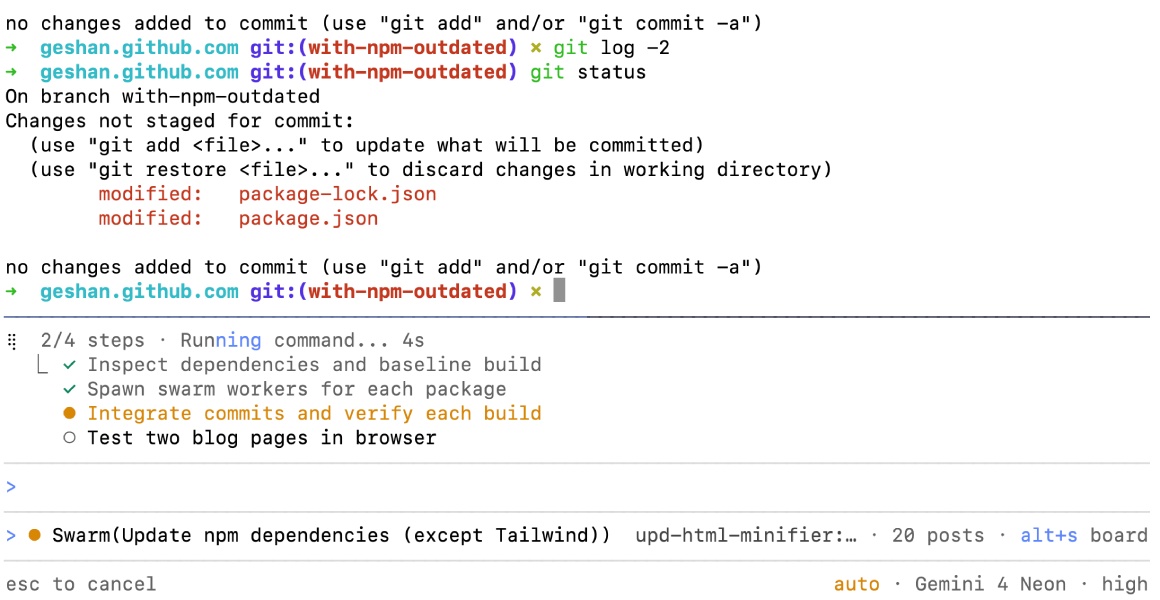 no changes added to commit (use "git add" and/or "git commit -a")
➜  geshan.github.com git:(with-npm-outdated) × git log -2
➜  geshan.github.com git:(with-npm-outdated) git status
On branch with-npm-outdated
Changes not staged for commit:
  (use "git add <file>..." to update what will be committed)
  (use "git restore <file>..." to discard changes in working directory)
        modified:   package-lock.json
        modified:   package.json

no changes added to commit (use "git add" and/or "git commit -a")
➜  geshan.github.com git:(with-npm-outdated) ×
⣿  2/4 steps · Running command... 4s
✓ Inspect dependencies and baseline build
✓ Spawn swarm workers for each package
● Integrate commits and verify each build
○ Test two blog pages in browser
>
> ● Swarm(Update npm dependencies (except Tailwind))  upd-html-minifier:… · 20 posts · alt+s board
esc to cancel  auto · Gemini 4 Neon · high